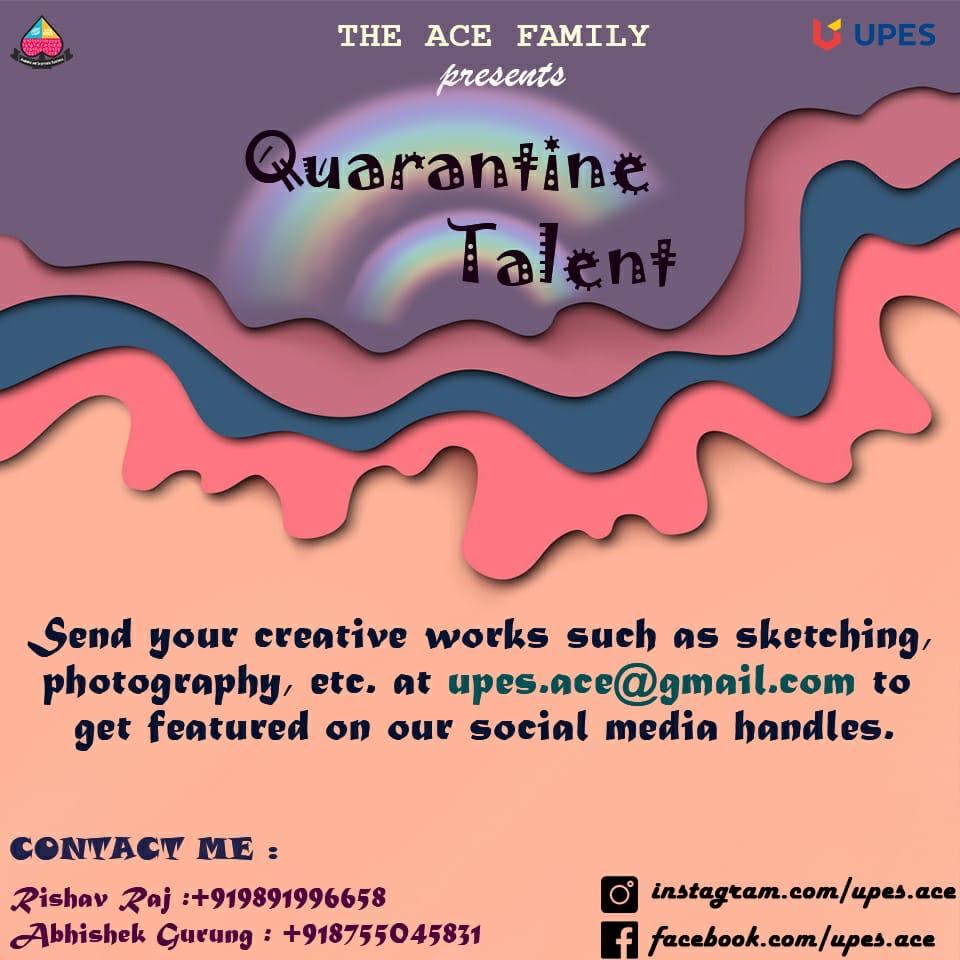 THE ACE FAMILY
UPES
presents
Quarantine
Talent
Send your creative works such as sketching,
photography, etc. at upes.ace@gmail.com to
get featured on our social media handles.
CONTACT ME :
Rishav Raj :+919891996658
Abhishek Gurung : +918755045831
instagram.com/upes.ace
facebook.com/upes.ace